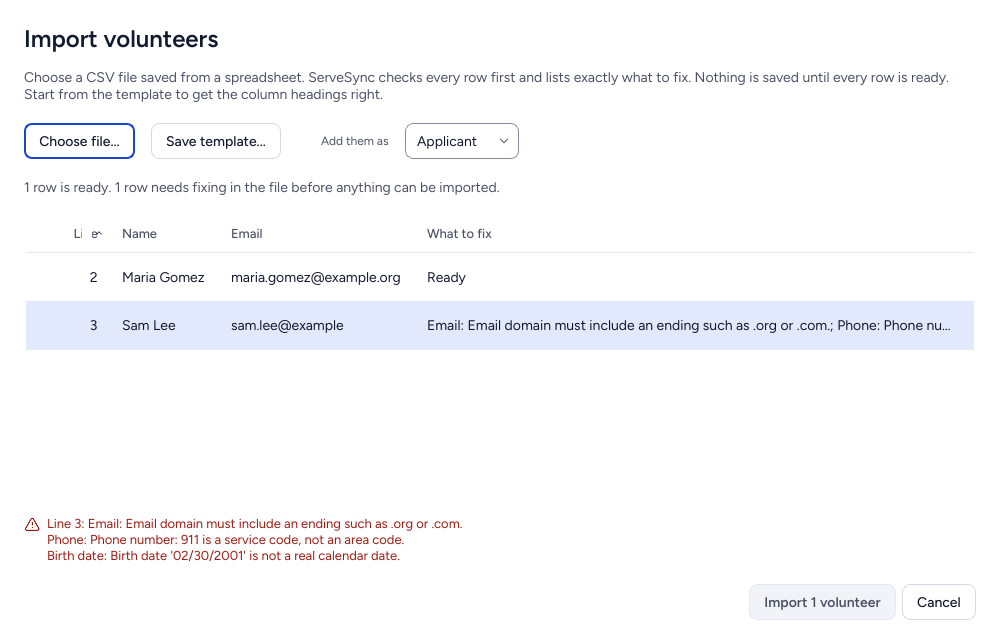 Import volunteers
Choose a CSV file saved from a spreadsheet. ServeSync checks every row first and lists exactly what to fix. Nothing is saved until every row is ready.
Start from the template to get the column headings right.
Choose file... Save template... Add them as Applicant
1 row is ready. 1 row needs fixing in the file before anything can be imported.
Name Email What to fix
2 Maria Gomez maria.gomez@example.org Ready
3 Sam Lee sam.lee@example Email: Email domain must include an ending such as .org or .com.; Phone: Phone nu...
Line 3: Email: Email domain must include an ending such as .org or .com.
Phone: Phone number: 911 is a service code, not an area code.
Birth date: Birth date '02/30/2001' is not a real calendar date.
Import 1 volunteer Cancel